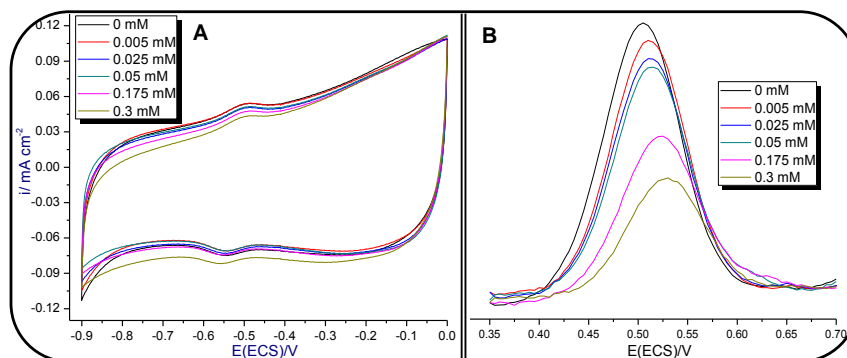 A
0 mM
0.005 mM
0.025 mM
0.05 mM
0.175 mM
0.3 mM
i/ mA cm-2
0.12
0.09
0.06
0.03
0.00
-0.03
-0.06
-0.09
-0.12
-0.9 -0.8 -0.7 -0.6 -0.5 -0.4 -0.3 -0.2 -0.1 0.0
E(ECS)/V
B
0 mM
0.005 mM
0.025 mM
0.05 mM
0.175 mM
0.3 mM
0.35 0.40 0.45 0.50 0.55 0.60 0.65 0.70
E(ECS)/V